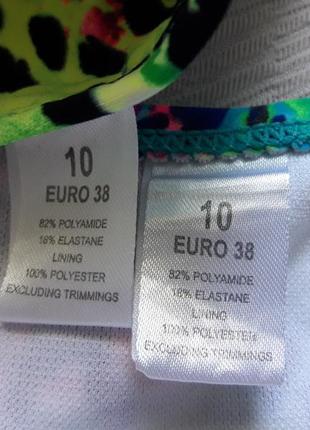 10
EURO 38
82% POLYAMIDE
18% ELASTANE
LINING
100% POLYESTER
EXCLUDING TRIMMINGS
10
EURO 38
82% POLYAMIDE
18% ELASTANE
LINING
100% POLYESTER
EXCLUDING TRIMMINGS